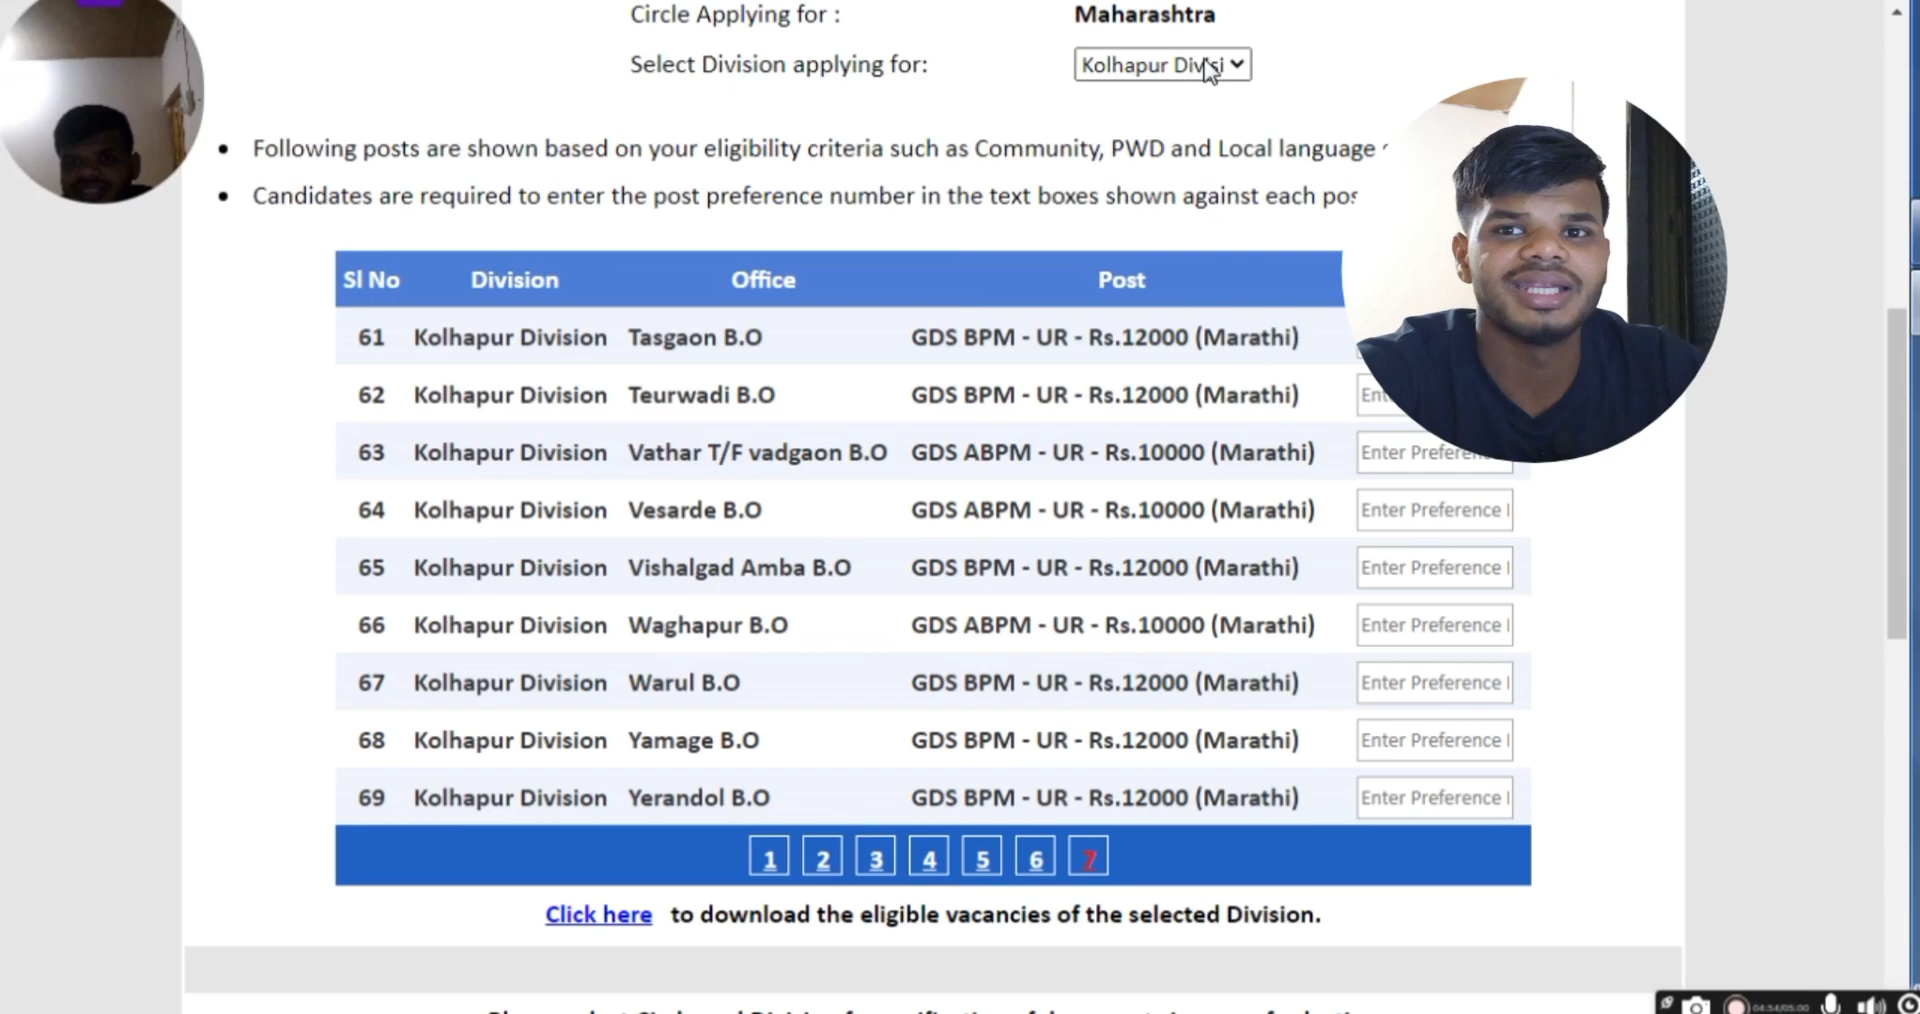 Circle Applying for : Maharashtra
Select Division applying for: Kolhapur Divisi
Following posts are shown based on your eligibility criteria such as Community, PWD and Local language
Candidates are required to enter the post preference number in the text boxes shown against each
Sl No Division Office Post
61 Kolhapur Division Tasgaon B.O GDS BPM - UR - Rs.12000 (Marathi)
62 Kolhapur Division Teurwadi B.O GDS BPM - UR - Rs.12000 (Marathi)
63 Kolhapur Division Vathar T/F vadgaon B.O GDS ABPM - UR - Rs.10000 (Marathi) Enter
64 Kolhapur Division Vesarde B.O GDS ABPM - UR - Rs.10000 (Marathi) Enter Preference
65 Kolhapur Division Vishalgad Amba B.O GDS BPM - UR - Rs.12000 (Marathi) Enter Preference
66 Kolhapur Division Waghapur B.O GDS ABPM - UR - Rs.10000 (Marathi) Enter Preference
67 Kolhapur Division Warul B.O GDS BPM - UR - Rs.12000 (Marathi) Enter Preference
68 Kolhapur Division Yamage B.O GDS BPM - UR - Rs.12000 (Marathi) Enter Preference
69 Kolhapur Division Yerandol B.O GDS BPM - UR - Rs.12000 (Marathi) Enter Preference
1 2 3 4 5 6 7
Click here to download the eligible vacancies of the selected Division.